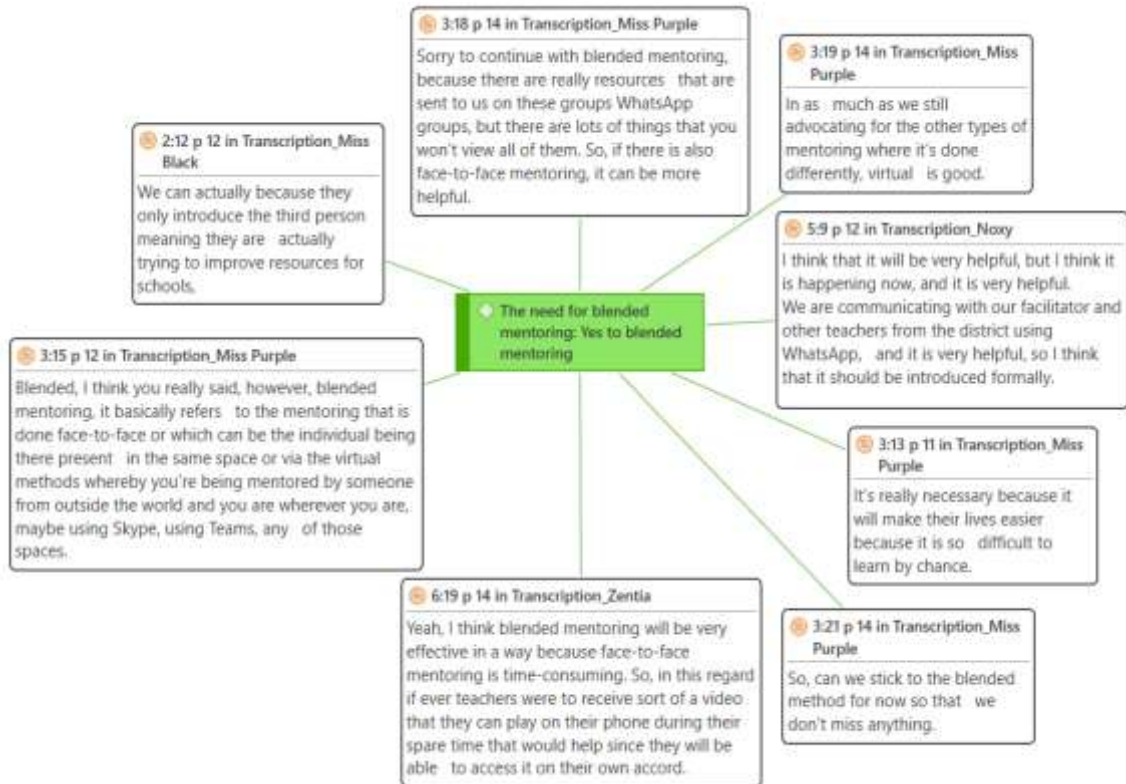 3:18 p 14 in Transcription_Miss Purple
Sorry to continue with blended mentoring,
because there are really resources that are
sent to us on these groups WhatsApp
groups, but there are lots of things that you
won't view all of them. So, if there is also
face-to-face mentoring, it can be more
helpful.
3:19 p 14 in Transcription_Miss
Purple
In as much as we still
advocating for the other types of
mentoring where it's done
differently, virtual is good.
2:12 p 12 in Transcription_Miss
Black
We can actually because they
only introduce the third person
meaning they are actually
trying to improve resources for
schools.
5:9 p 12 in Transcription_Noxy
I think that it will be very helpful, but I think it
is happening now, and it is very helpful.
We are communicating with our facilitator and
other teachers from the district using
WhatsApp, and it is very helpful, so I think
that it should be introduced formally.
The need for blended
mentoring: Yes to blended
mentoring
3:15 p 12 in Transcription_Miss Purple
Blended, I think you really said, however, blended
mentoring, it basically refers to the mentoring that is
done face-to-face or which can be the individual being
there present in the same space or via the virtual
methods whereby you're being mentored by someone
from outside the world and you are wherever you are,
maybe using Skype, using Teams, any of those
spaces.
3:13 p 11 in Transcription_Miss
Purple
It's really necessary because it
will make their lives easier
because it is so difficult to
learn by chance.
6:19 p 14 in Transcription_Zentia
Yeah, I think blended mentoring will be very
effective in a way because face-to-face
mentoring is time-consuming. So, in this regard
if ever teachers were to receive sort of a video
that they can play on their phone during their
spare time that would help since they will be
able to access it on their own accord.
3:21 p 14 in Transcription_Miss
Purple
So, can we stick to the blended
method for now so that we
don't miss anything.